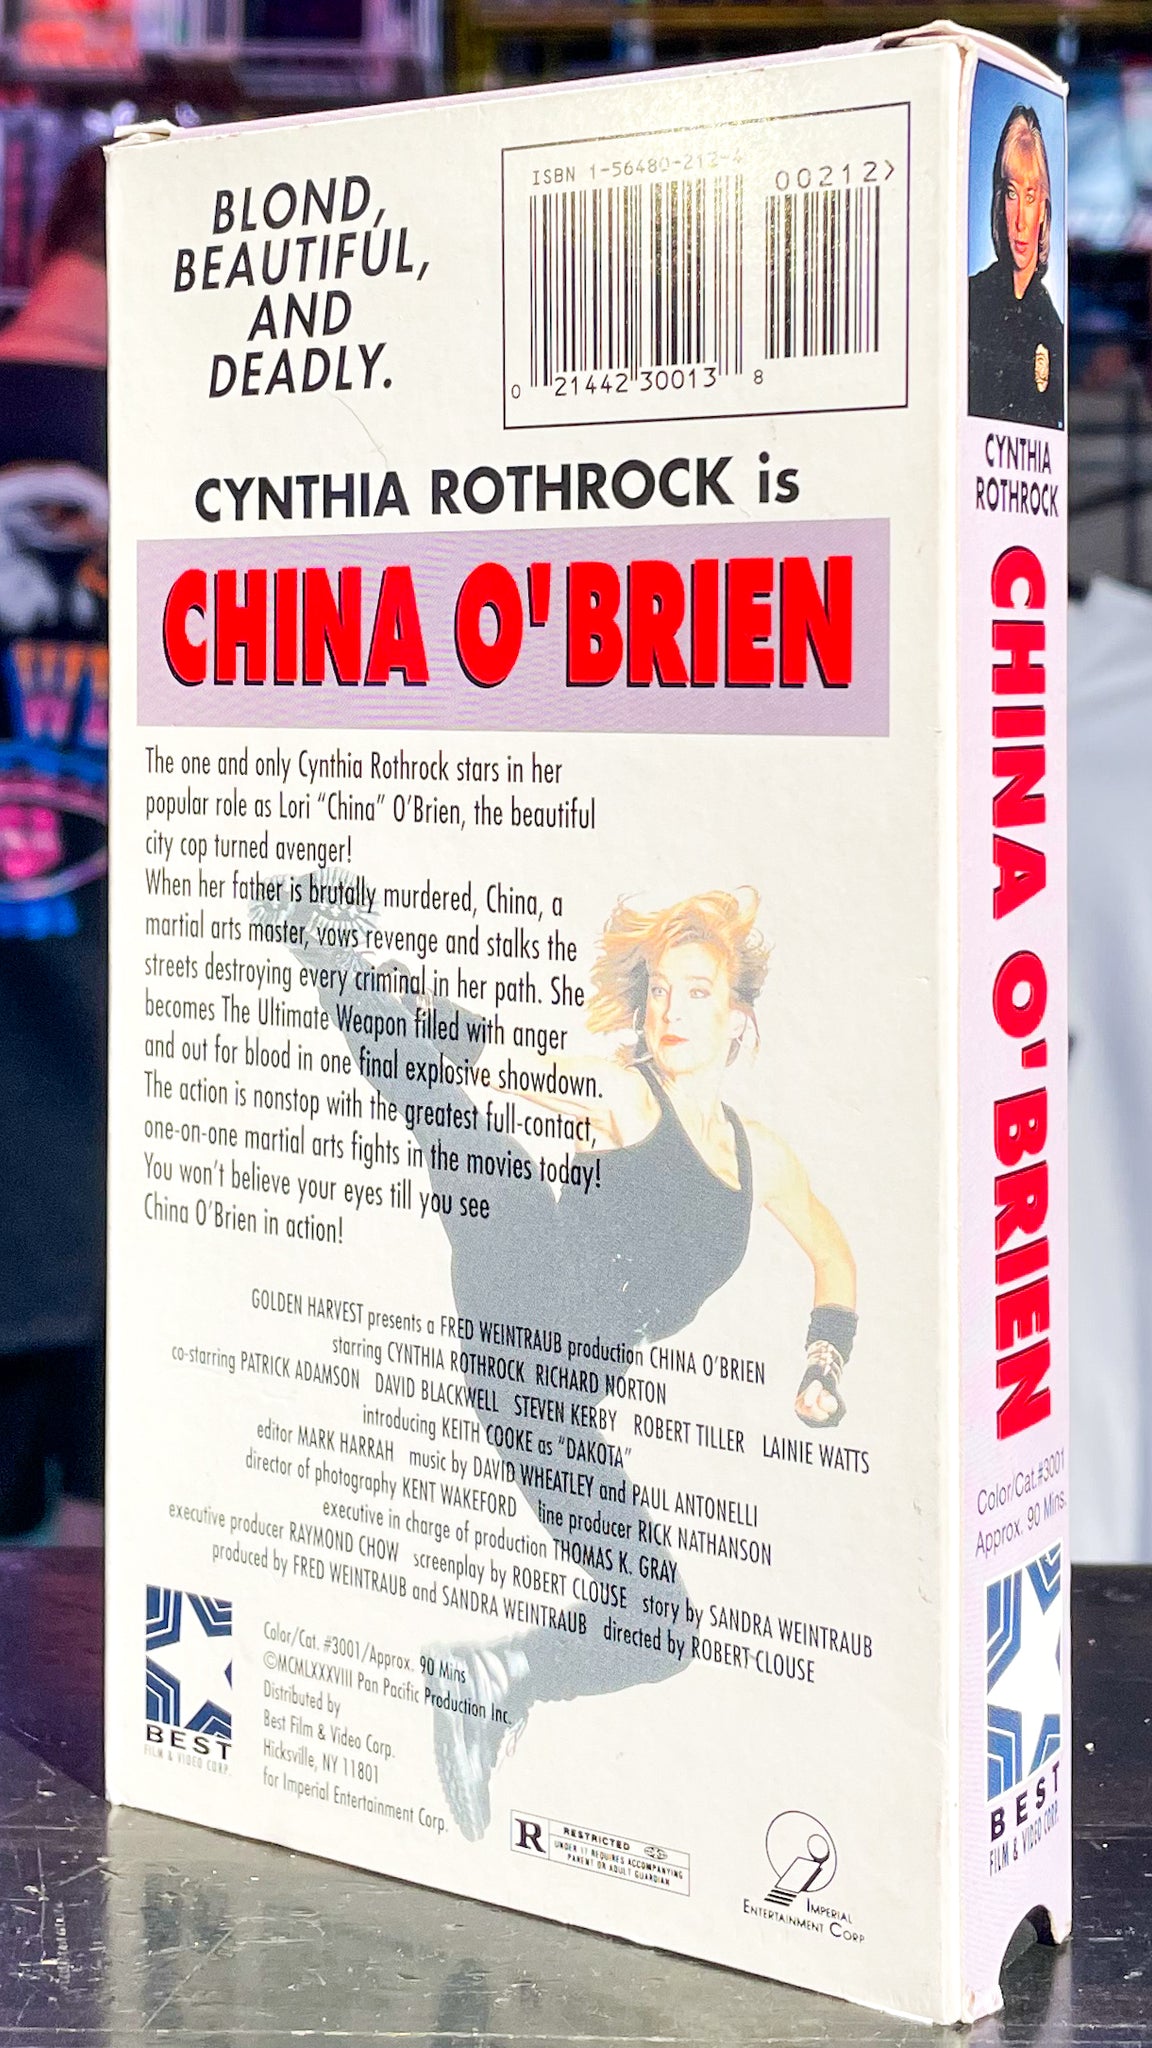 BLOND,
BEAUTIFUL,
AND
DEADLY.
ISBN 1-56480-212-4
00212>
0 21442 30013 8
CYNTHIA ROTHROCK is
CHINA O'BRIEN
The one and only Cynthia Rothrock stars in her
popular role as Lori “China” O’Brien, the beautiful
city cop turned avenger!
When her father is brutally murdered, China, a
martial arts master, vows revenge and stalks the
streets destroying every criminal in her path. She
becomes The Ultimate Weapon filled with anger
and out for blood in one final explosive showdown.
The action is nonstop with the greatest full-contact,
one-on-one martial arts fights in the movies today!
You won’t believe your eyes till you see
China O’Brien in action!
GOLDEN HARVEST presents a FRED WEINTRAUB production CHINA O’BRIEN
starring CYNTHIA ROTHROCK RICHARD NORTON
co-starring PATRICK ADAMSON DAVID BLACKWELL STEVEN KERBY ROBERT TILLER LAINIE WATTS
introducing KEITH COOKE as “DAKOTA”
editor MARK HARRAH music by DAVID WHEATLEY and PAUL ANTONELLI
director of photography KENT WAKEFORD line producer RICK NATHANSON
executive in charge of production THOMAS K. GRAY
executive producer RAYMOND CHOW screenplay by ROBERT CLOUSE story by SANDRA WEINTRAUB
produced by FRED WEINTRAUB and SANDRA WEINTRAUB directed by ROBERT CLOUSE
BEST
FILM & VIDEO CORP.
Color/Cat. #3001/Approx. 90 Mins
©MCMLXXXVIII Pan Pacific Production Inc.
Distributed by
Best Film & Video Corp.
Hicksville, NY 11801
for Imperial Entertainment Corp.
R
RESTRICTED
UNDER 17 REQUIRES ACCOMPANYING
PARENT OR ADULT GUARDIAN
IMPERIAL
ENTERTAINMENT CORP
CYNTHIA
ROTHROCK
CHINA O'BRIEN
Color/Cat.#3001
Approx. 90 Mins.
BEST
FILM & VIDEO CORP.